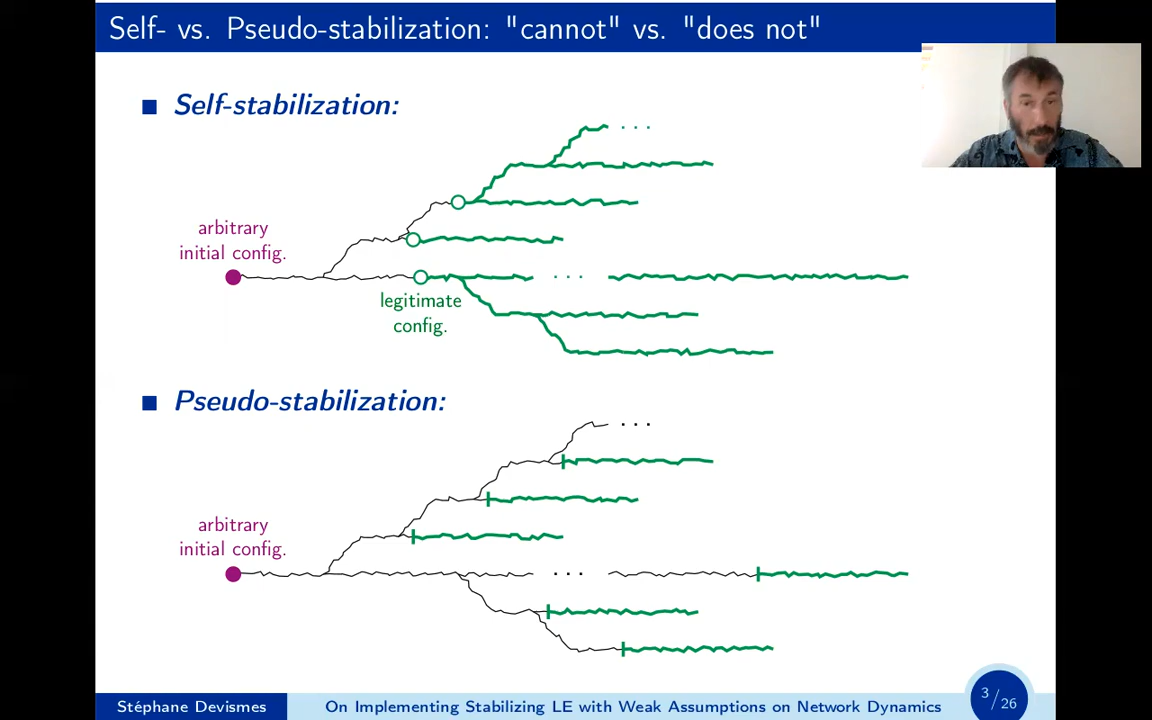 Self- vs. Pseudo-stabilization: "cannot" vs. "does not"
Self-stabilization:
arbitrary
initial config.
legitimate
config.
Pseudo-stabilization:
arbitrary
initial config.
Stéphane Devismes
On Implementing Stabilizing LE with Weak Assumptions on Network Dynamics
3/26